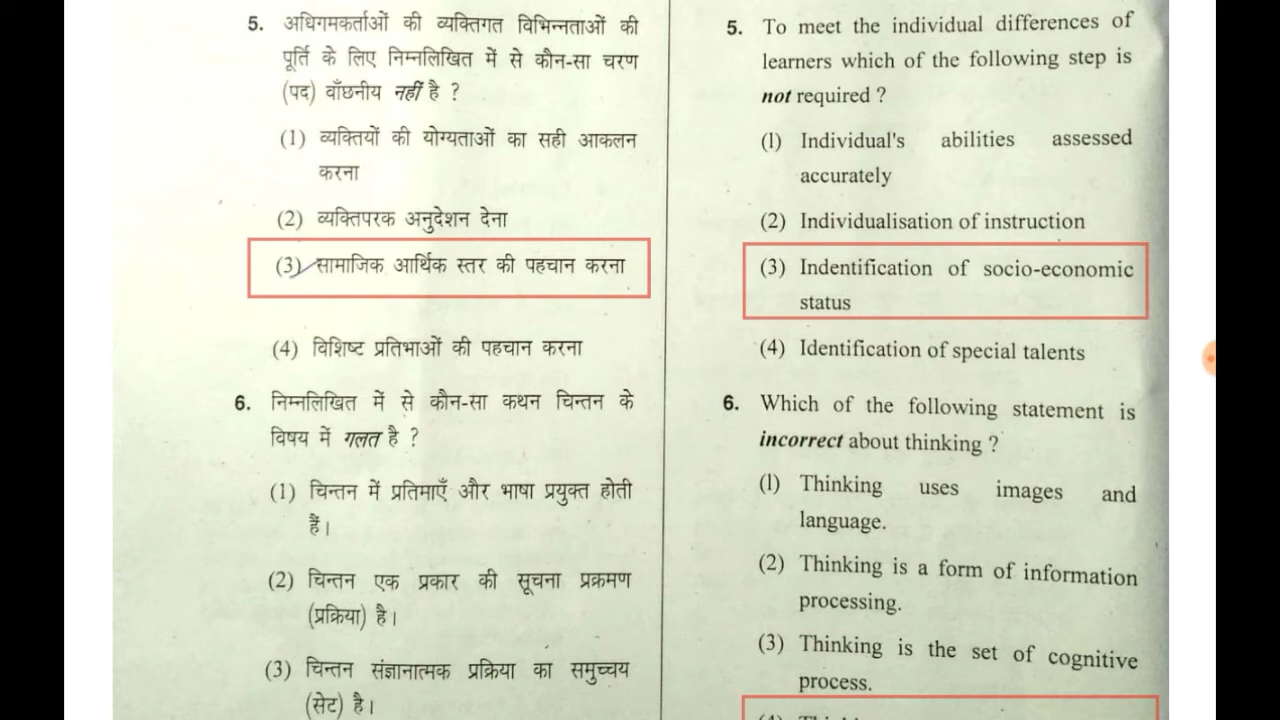 5. अधिगमकर्ताओं की व्यक्तिगत विभिन्नताओं की
पूर्ति के लिए निम्नलिखित में से कौन-सा चरण
(पद) वाँछनीय नहीं है ?
(1) व्यक्तियों की योग्यताओं का सही आकलन
करना
(2) व्यक्तिपरक अनुदेशन देना
(3) सामाजिक आर्थिक स्तर की पहचान करना
(4) विशिष्ट प्रतिभाओं की पहचान करना
6. निम्नलिखित में से कौन-सा कथन चिन्तन के
विषय में गलत है ?
(1) चिन्तन में प्रतिमाएँ और भाषा प्रयुक्त होती
हैं।
(2) चिन्तन एक प्रकार की सूचना प्रक्रमण
(प्रक्रिया) है।
(3) चिन्तन संज्ञानात्मक प्रक्रिया का समुच्चय
(सेट) है।
5. To meet the individual differences of
learners which of the following step is
not required ?
(1) Individual's abilities assessed
accurately
(2) Individualisation of instruction
(3) Indentification of socio-economic
status
(4) Identification of special talents
6. Which of the following statement is
incorrect about thinking ?
(1) Thinking uses images and
language.
(2) Thinking is a form of information
processing.
(3) Thinking is the set of cognitive
process.